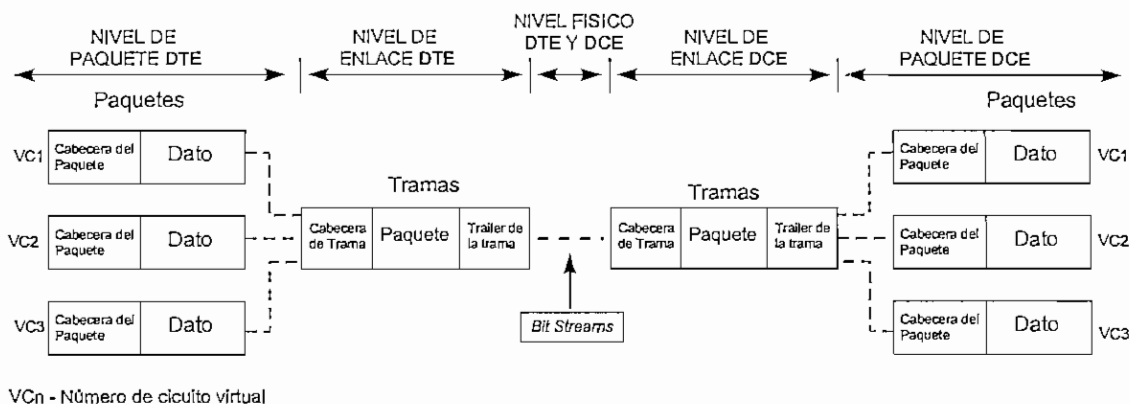 NIVEL DE
PAQUETE DTE
NIVEL DE
ENLACE DTE
NIVEL FISICO
DTE Y DCE
NIVEL DE
ENLACE DCE
NIVEL DE
PAQUETE DCE
Paquetes
Paquetes
VC1
Cabecera del
Paquete
Dato
Cabecera del
Paquete
Dato
VC1
Tramas
Tramas
VC2
Cabecera del
Paquete
Dato
Cabecera
de Trama
Paquete
Trailer de
la trama
Cabecera
de Trama
Paquete
Trailer de
la trama
Cabecera del
Paquete
Dato
VC2
VC3
Cabecera del
Paquete
Dato
Bit Streams
Cabecera del
Paquete
Dato
VC3
VCn - Número de cicuito virtual